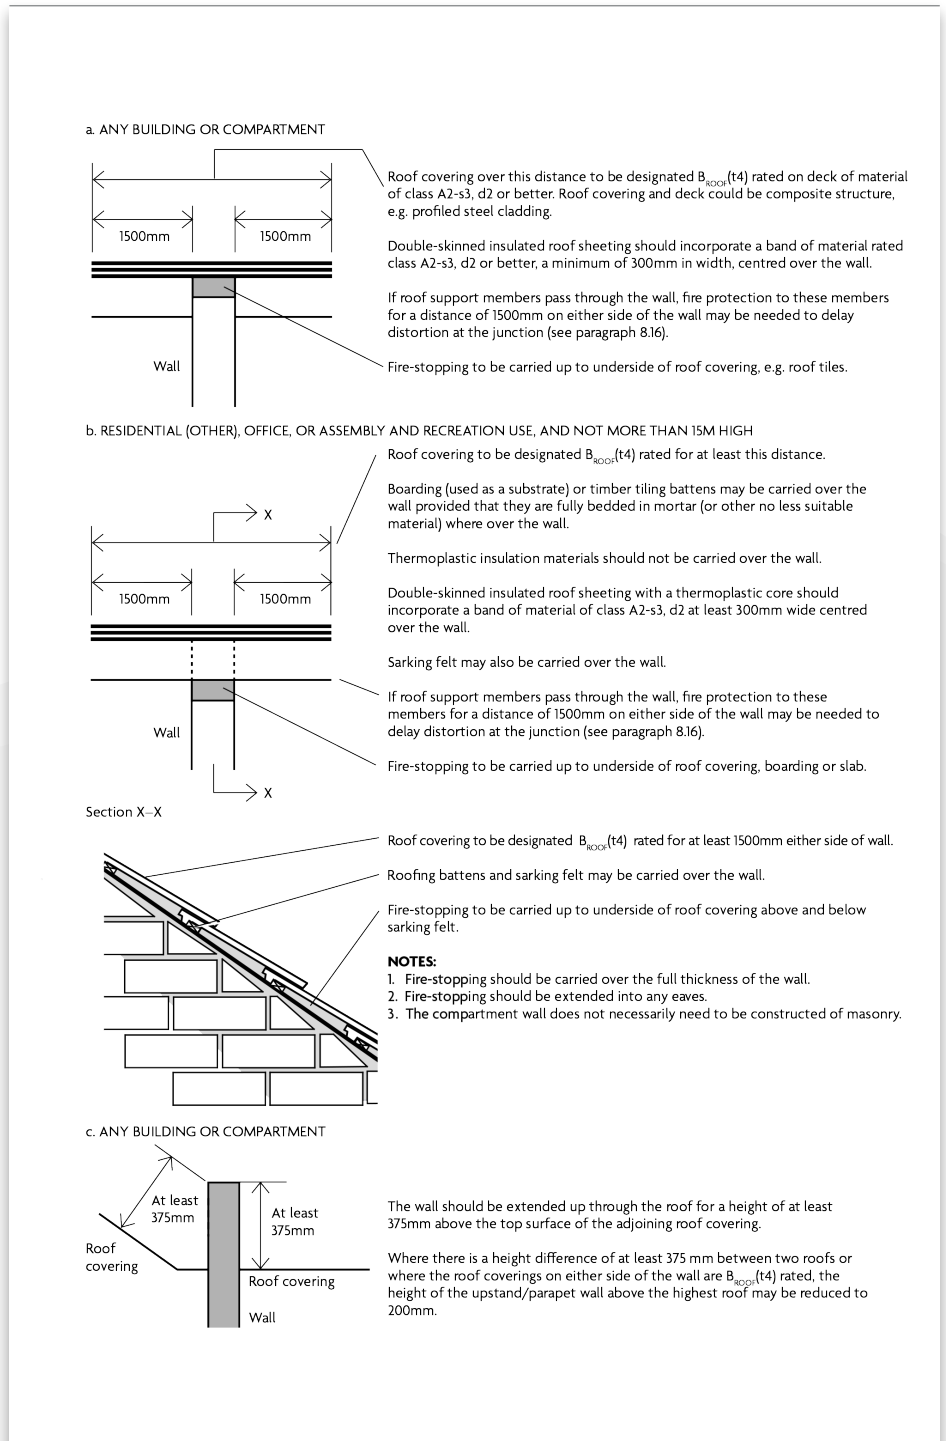 a. ANY BUILDING OR COMPARTMENT
Roof covering over this distance to be designated BROOF(t4) rated on deck of material
of class A2-s3, d2 or better. Roof covering and deck could be composite structure,
e.g. profiled steel cladding.
1500mm
1500mm
Double-skinned insulated roof sheeting should incorporate a band of material rated
class A2-s3, d2 or better, a minimum of 300mm in width, centred over the wall.
If roof support members pass through the wall, fire protection to these members
for a distance of 1500mm on either side of the wall may be needed to delay
distortion at the junction (see paragraph 8.16).
Wall
Fire-stopping to be carried up to underside of roof covering, e.g. roof tiles.
b. RESIDENTIAL (OTHER), OFFICE, OR ASSEMBLY AND RECREATION USE, AND NOT MORE THAN 15M HIGH
Roof covering to be designated BROOF(t4) rated for at least this distance.
Boarding (used as a substrate) or timber tiling battens may be carried over the
wall provided that they are fully bedded in mortar (or other no less suitable
material) where over the wall.
X
Thermoplastic insulation materials should not be carried over the wall.
1500mm
1500mm
Double-skinned insulated roof sheeting with a thermoplastic core should
incorporate a band of material of class A2-s3, d2 at least 300mm wide centred
over the wall.
Sarking felt may also be carried over the wall.
If roof support members pass through the wall, fire protection to these
members for a distance of 1500mm on either side of the wall may be needed to
delay distortion at the junction (see paragraph 8.16).
Wall
Fire-stopping to be carried up to underside of roof covering, boarding or slab.
X
Section X–X
Roof covering to be designated BROOF(t4) rated for at least 1500mm either side of wall.
Roofing battens and sarking felt may be carried over the wall.
Fire-stopping to be carried up to underside of roof covering above and below
sarking felt.
NOTES:
1. Fire-stopping should be carried over the full thickness of the wall.
2. Fire-stopping should be extended into any eaves.
3. The compartment wall does not necessarily need to be constructed of masonry.
c. ANY BUILDING OR COMPARTMENT
At least
375mm
At least
375mm
Roof
covering
Roof covering
Wall
The wall should be extended up through the roof for a height of at least
375mm above the top surface of the adjoining roof covering.
Where there is a height difference of at least 375 mm between two roofs or
where the roof coverings on either side of the wall are BROOF(t4) rated, the
height of the upstand/parapet wall above the highest roof may be reduced to
200mm.